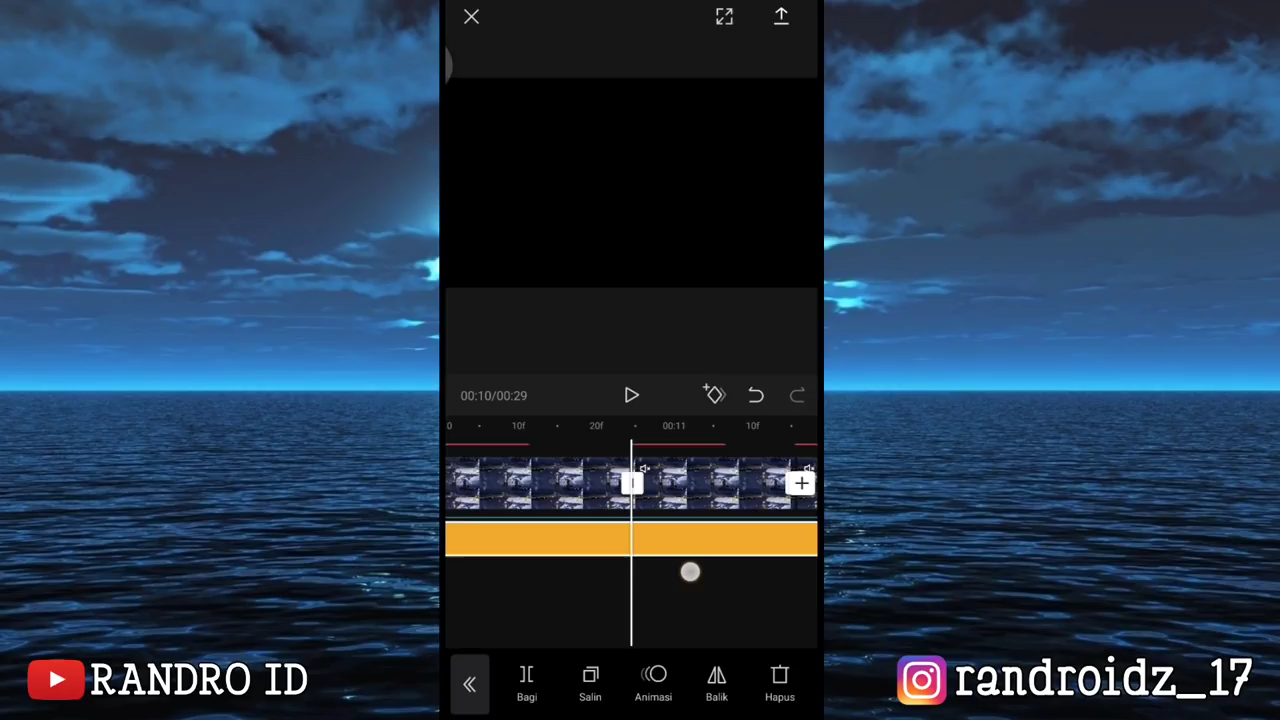 00:10/00:29
0 10f 20f 00:11 10f
Bagi Salin Animasi Balik Hapus
RANDRO ID
randroidz_17